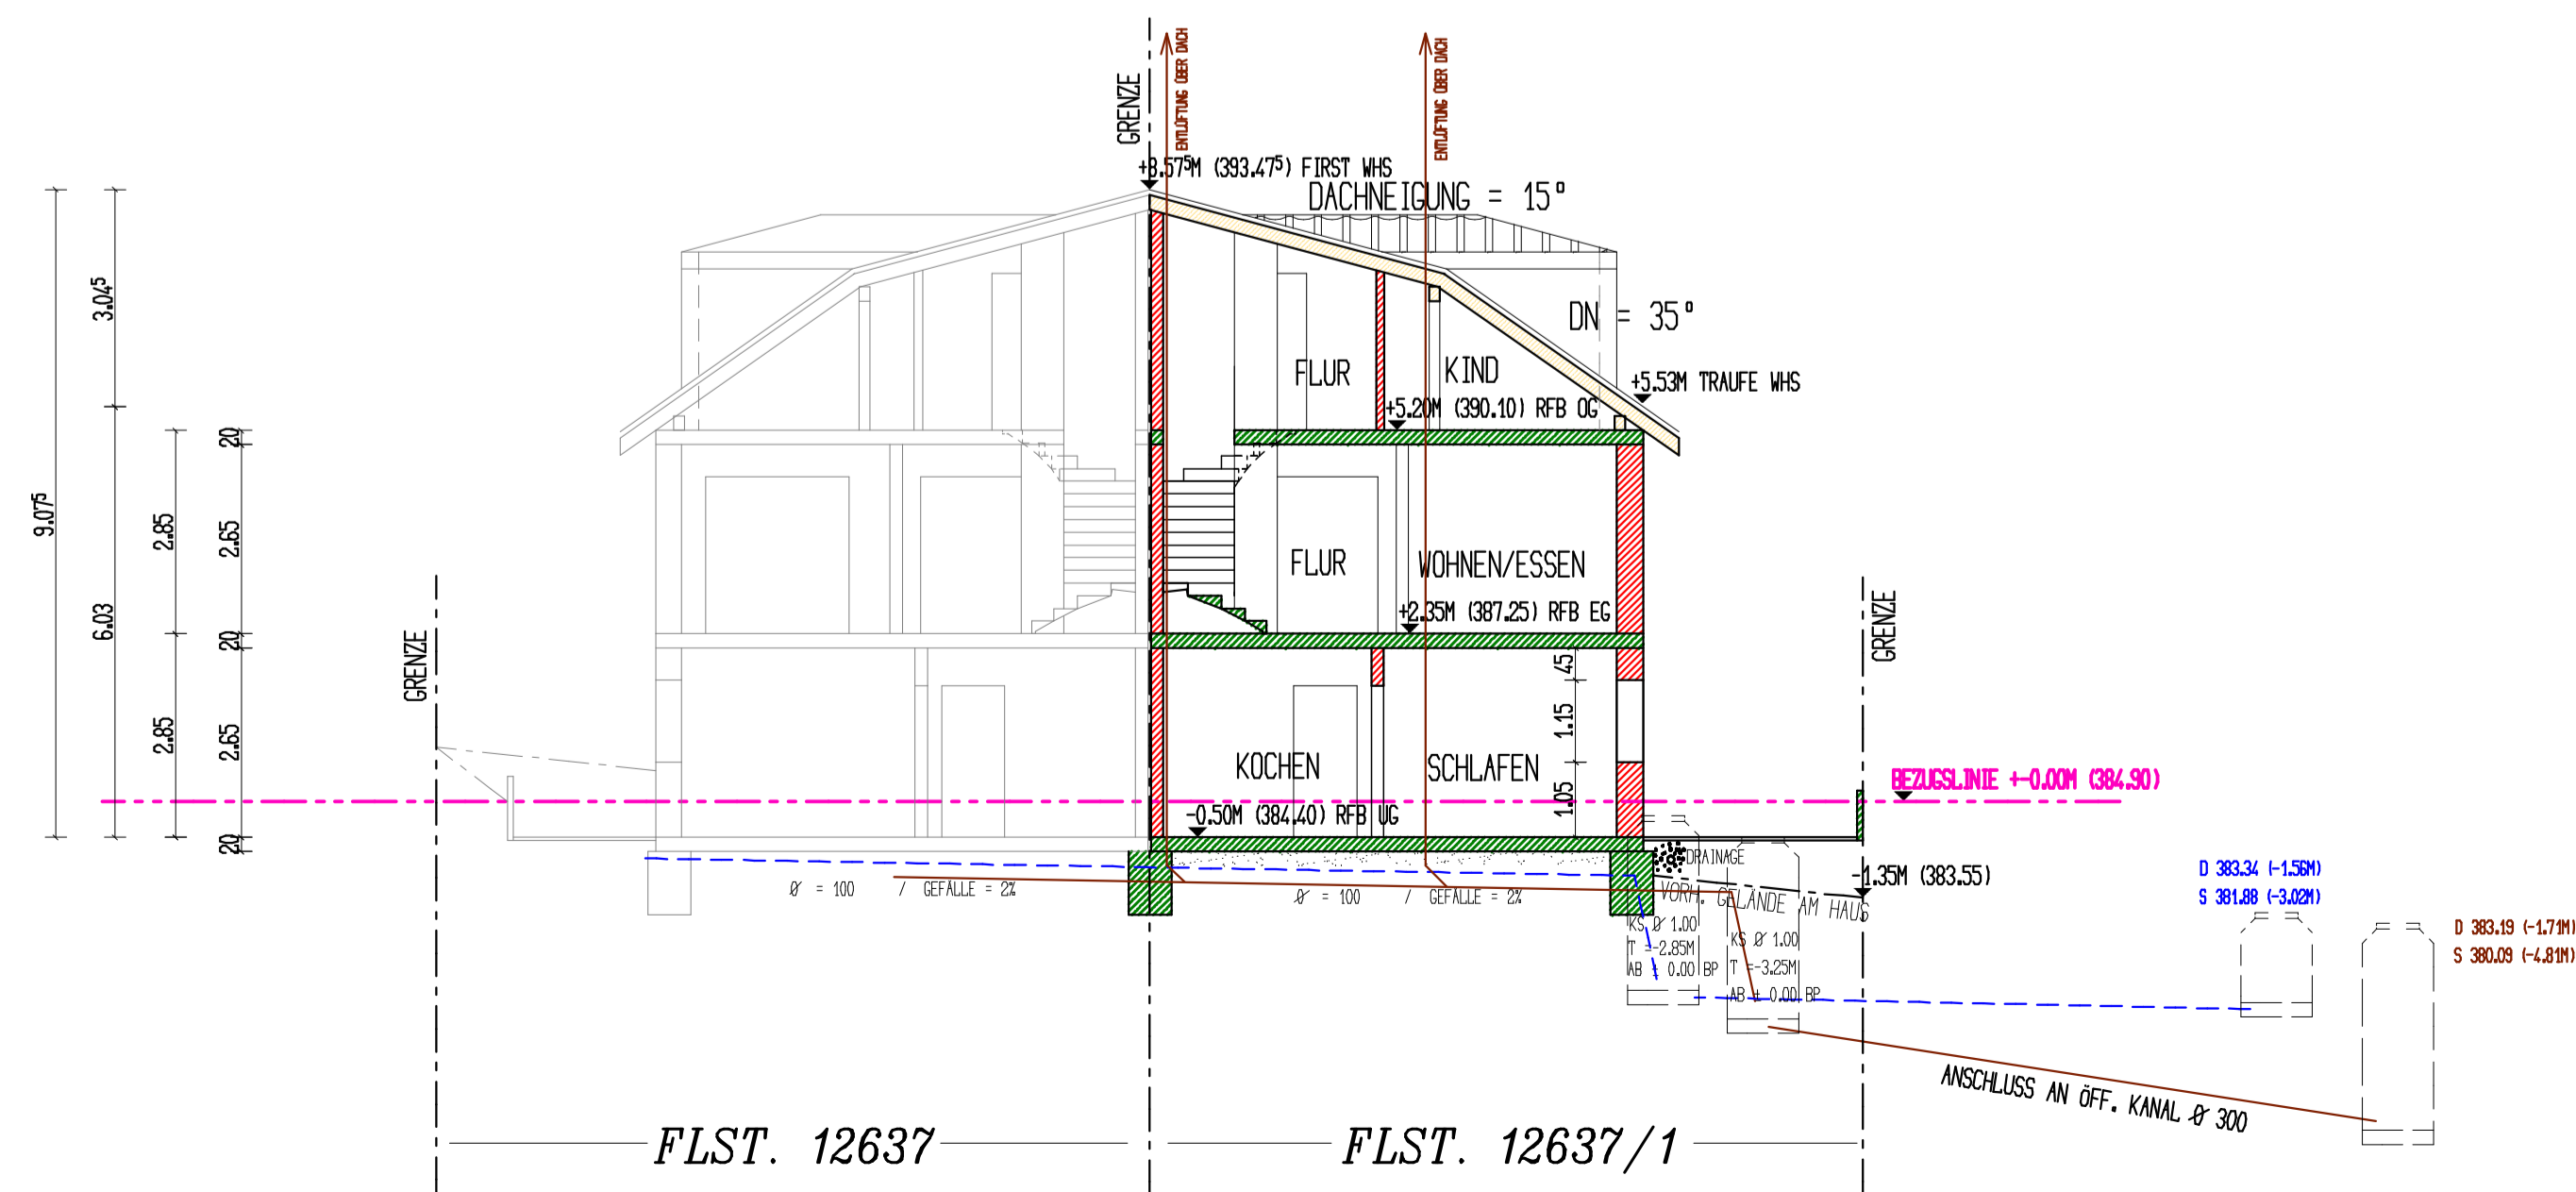 ENTLÜFTUNG ÜBER DACH
ENTLÜFTUNG ÜBER DACH
GRENZE
+8.57⁵M (393.47⁵) FIRST WHS
DACHNEIGUNG = 15°
3.04⁵
DN = 35°
FLUR
KIND
+5.53M TRAUFE WHS
+5.20M (390.10) RFB OG
20
9.07⁵
2.85
2.65
FLUR
WOHNEN/ESSEN
6.03
+2.35M (387.25) RFB EG
20
GRENZE
GRENZE
45
1.15
1.05
2.85
2.65
KOCHEN
SCHLAFEN
BEZUGSLINIE +-0.00M (384.90)
-0.50M (384.40) RFB UG
20
DRAINAGE
-1.35M (383.55)
Ø = 100 / GEFÄLLE = 2%
Ø = 100 / GEFÄLLE = 2%
VORH. GELÄNDE AM HAUS
D 383.34 (-1.56M)
S 381.88 (-3.02M)
KS Ø 1.00
T =-2.85M
AB ± 0.00 BP
KS Ø 1.00
T =-3.25M
AB ± 0.00 BP
D 383.19 (-1.71M)
S 380.09 (-4.81M)
ANSCHLUSS AN ÖFF. KANAL Ø 300
FLST. 12637
FLST. 12637/1